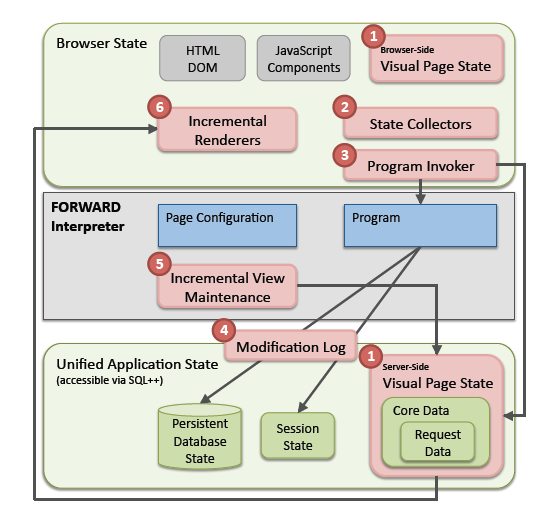 Browser State
HTML
DOM
JavaScript
Components
1
Browser-Side
Visual Page State
6
Incremental
Renderers
2
State Collectors
3
Program Invoker
FORWARD
Interpreter
Page Configuration
Program
5
Incremental View
Maintenance
4
Modification Log
Unified Application State
(accessible via SQL++)
1
Server-Side
Visual Page State
Persistent
Database
State
Session
State
Core Data
Request
Data